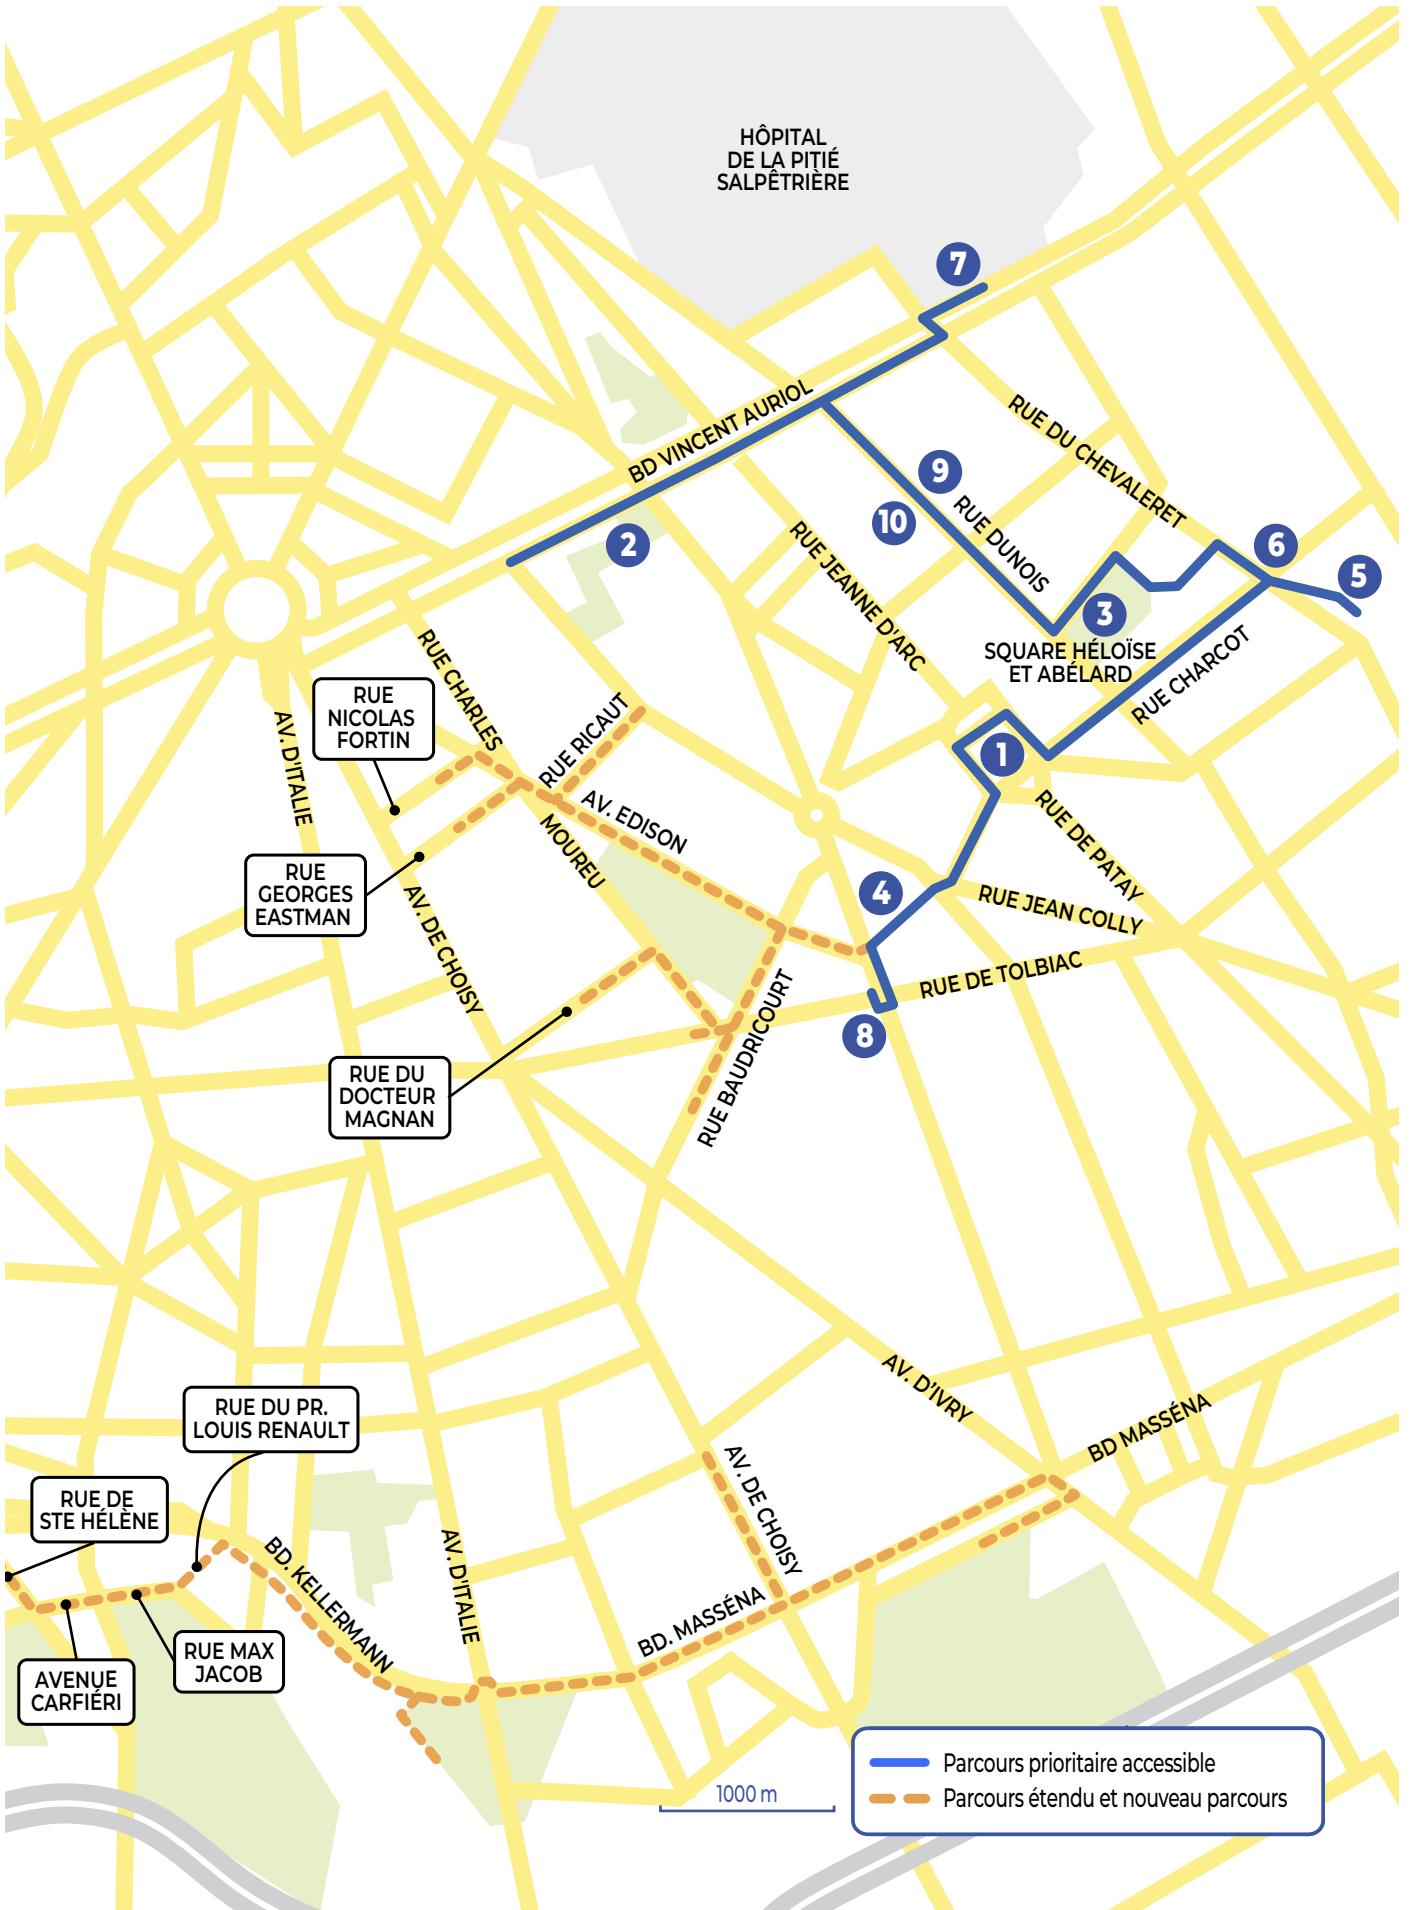 HÔPITAL
DE LA PITIÉ
SALPÊTRIÈRE
7
BD VINCENT AURIOL
RUE DU CHEVALERET
9
10
RUE DUNOIS
2
6
5
RUE JEANNE D'ARC
3
SQUARE HÉLOÏSE
ET ABÉLARD
RUE CHARCOT
RUE CHARLES
MOUREU
RUE
NICOLAS
FORTIN
AV. D'ITALIE
RUE RICAUT
1
AV. EDISON
RUE DE PATAY
RUE
GEORGES
EASTMAN
AV. DE CHOISY
4
RUE JEAN COLLY
RUE DE TOLBIAC
8
RUE BAUDRICOURT
RUE DU
DOCTEUR
MAGNAN
AV. D'IVRY
BD MASSÉNA
RUE DU PR.
LOUIS RENAULT
AV. DE CHOISY
RUE DE
STE HÉLÈNE
BD. KELLERMANN
AV. D'ITALIE
BD. MASSÉNA
RUE MAX
JACOB
AVENUE
CARFIÉRI
1000 m
Parcours prioritaire accessible
Parcours étendu et nouveau parcours